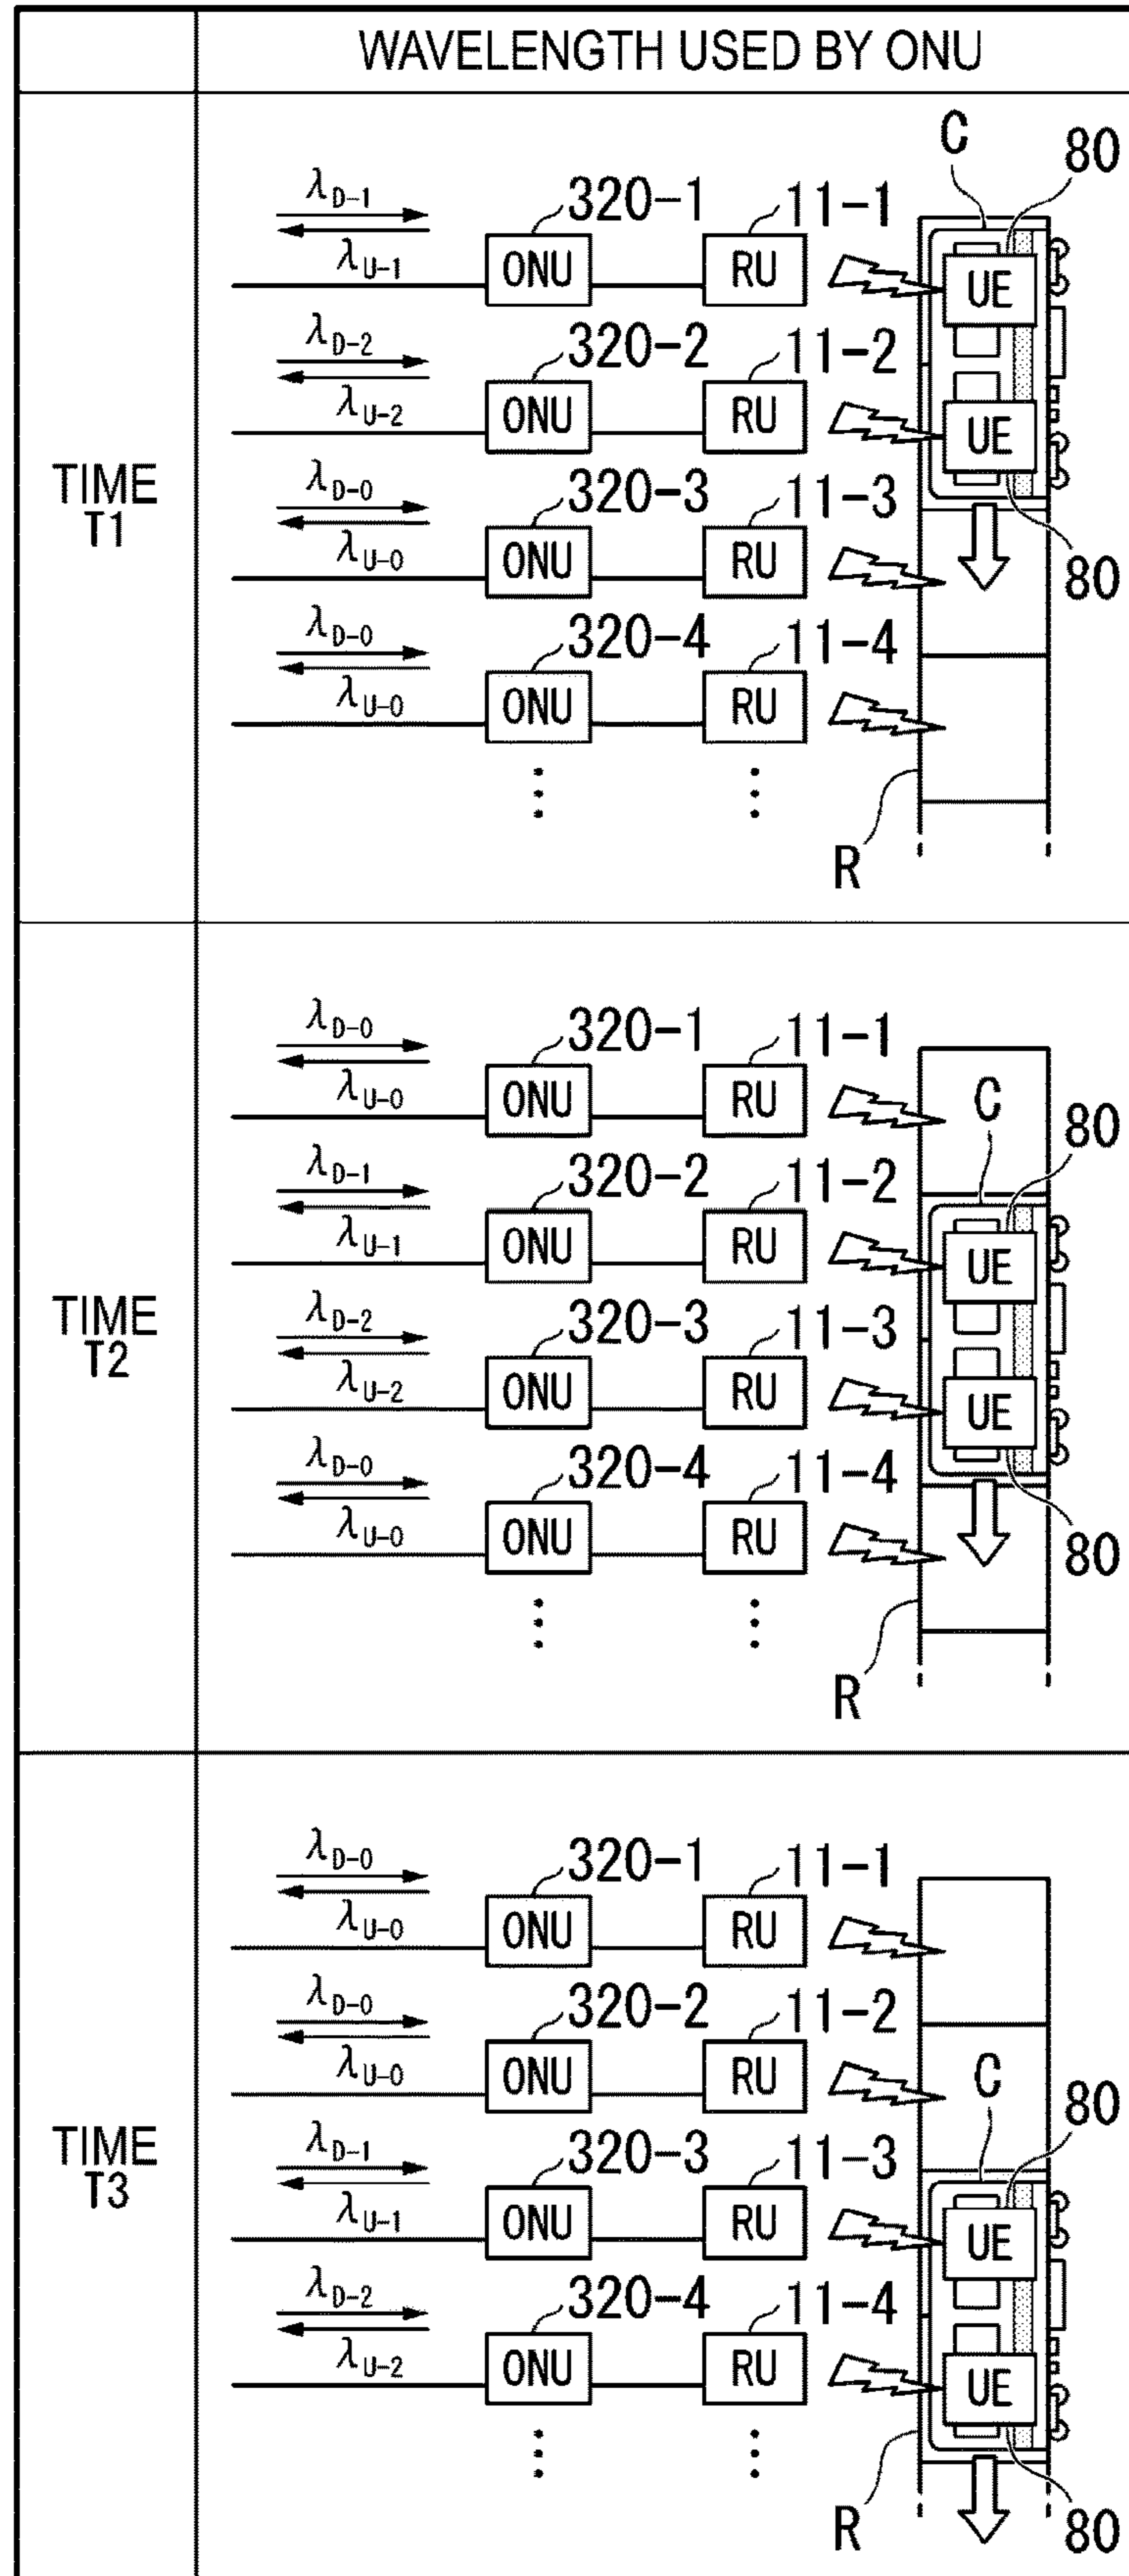 WAVELENGTH USED BY ONU
TIME
T1
C
80
λD-1
320-1
11-1
λU-1
ONU
RU
UE
λD-2
320-2
11-2
λU-2
ONU
RU
UE
λD-0
320-3
11-3
λU-0
ONU
RU
80
λD-0
320-4
11-4
λU-0
ONU
RU
R
TIME
T2
λD-0
320-1
11-1
λU-0
ONU
RU
C
80
λD-1
320-2
11-2
λU-1
ONU
RU
UE
λD-2
320-3
11-3
λU-2
ONU
RU
UE
λD-0
320-4
11-4
λU-0
ONU
RU
80
R
TIME
T3
λD-0
320-1
11-1
λU-0
ONU
RU
λD-0
320-2
11-2
λU-0
ONU
RU
C
80
λD-1
320-3
11-3
λU-1
ONU
RU
UE
λD-2
320-4
11-4
λU-2
ONU
RU
UE
R
80